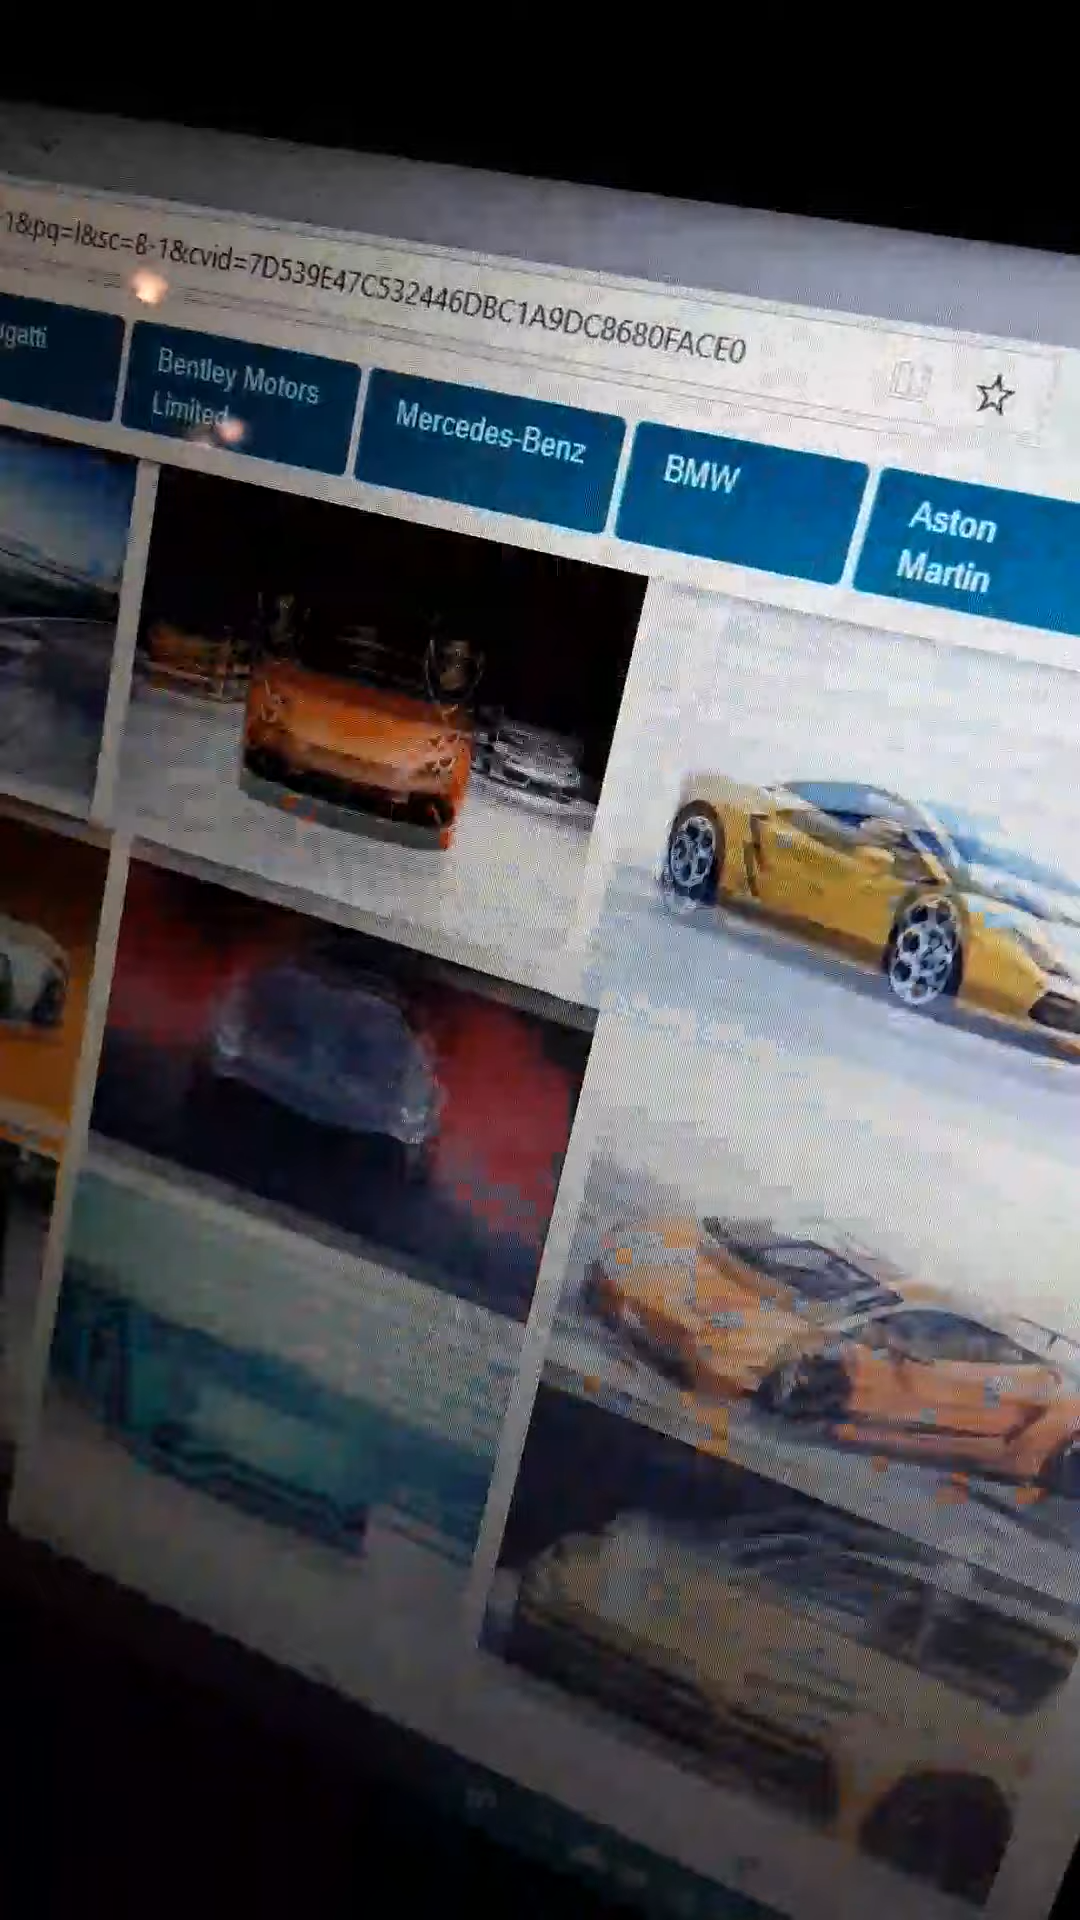 1&pq=l&sc=8-1&cvid=7D539E47C532446DBC1A9DC8680FACE0
gatti
Bentley Motors
Limited
Mercedes-Benz
BMW
Aston
Martin